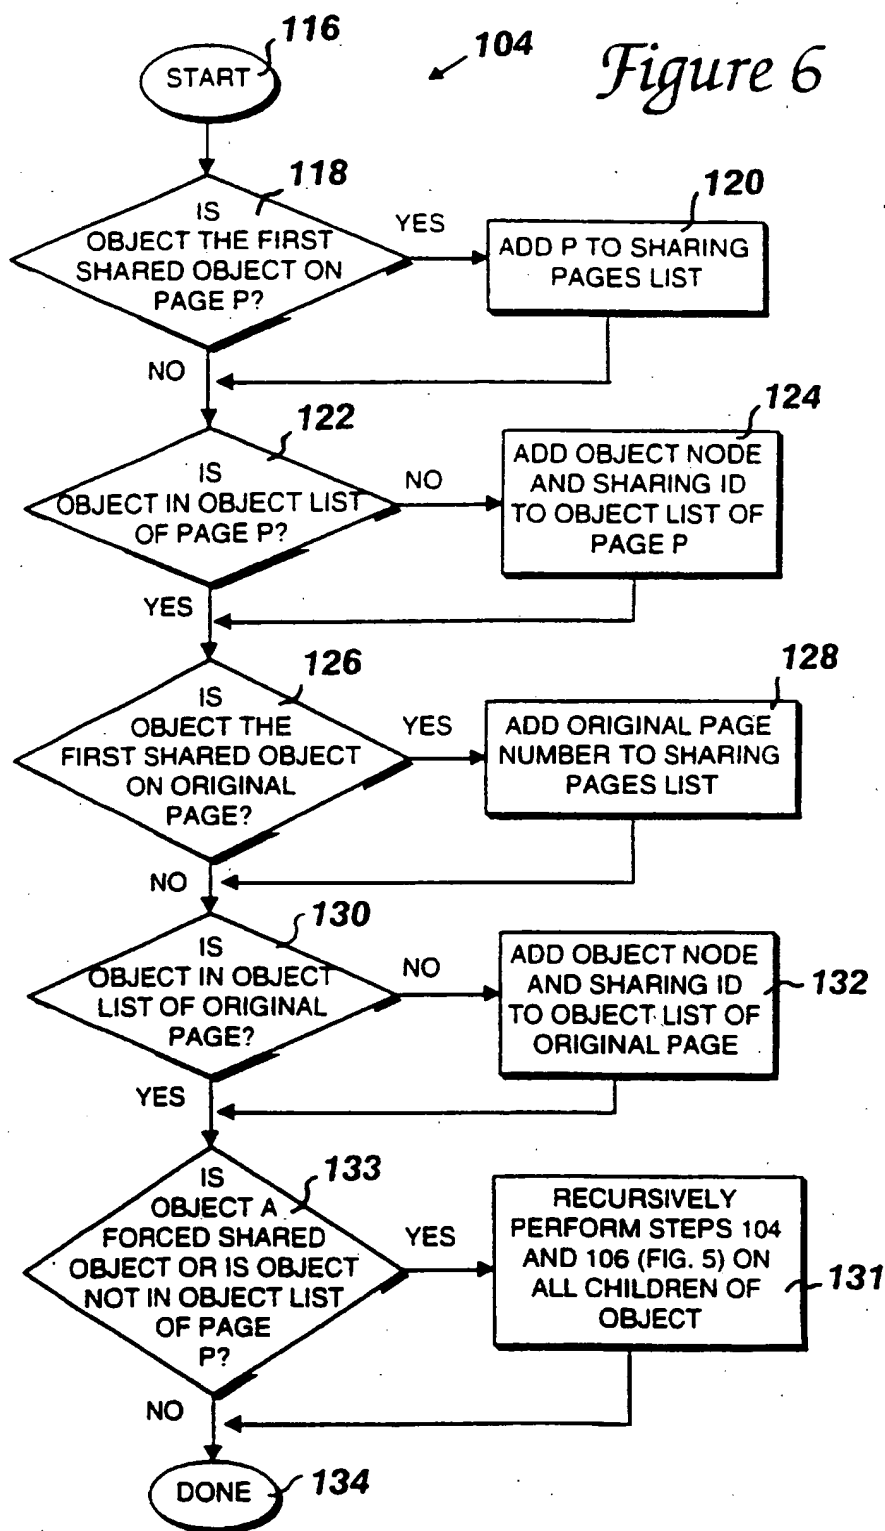 116
104
Figure 6
START
118
IS
OBJECT THE FIRST
SHARED OBJECT ON
PAGE P?
YES
120
ADD P TO SHARING
PAGES LIST
NO
122
IS
OBJECT IN OBJECT LIST
OF PAGE P?
NO
124
ADD OBJECT NODE
AND SHARING ID
TO OBJECT LIST OF
PAGE P
YES
126
IS
OBJECT THE
FIRST SHARED OBJECT
ON ORIGINAL
PAGE?
YES
128
ADD ORIGINAL PAGE
NUMBER TO SHARING
PAGES LIST
NO
130
IS
OBJECT IN OBJECT
LIST OF ORIGINAL
PAGE?
NO
ADD OBJECT NODE
AND SHARING ID
TO OBJECT LIST OF
ORIGINAL PAGE
132
YES
133
IS
OBJECT A
FORCED SHARED
OBJECT OR IS OBJECT
NOT IN OBJECT LIST
OF PAGE
P?
YES
RECURSIVELY
PERFORM STEPS 104
AND 106 (FIG. 5) ON
ALL CHILDREN OF
OBJECT
131
NO
DONE
134